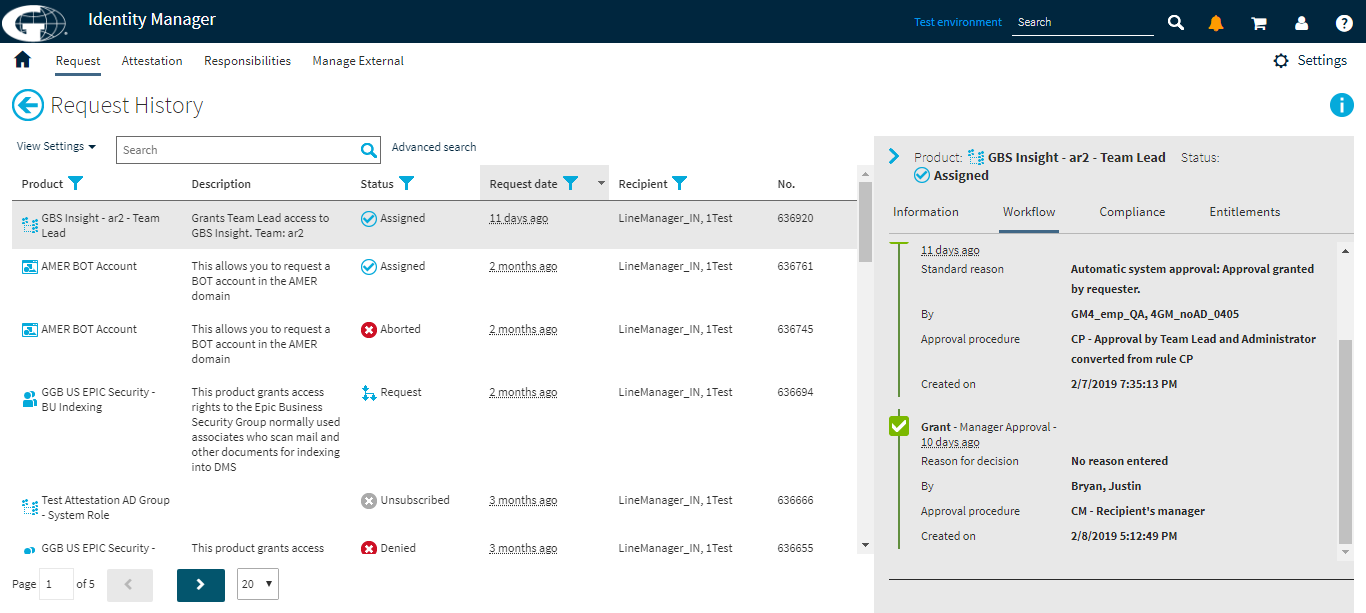 Identity Manager
Test environment
Search
Request
Attestation
Responsibilities
Manage External
Settings
Request History
View Settings
Search
Advanced search
Product
Description
Status
Request date
Recipient
No.
GBS Insight - ar2 - Team
Lead
Grants Team Lead access to
GBS Insight. Team: ar2
Assigned
11 days ago
LineManager_IN, 1Test
636920
AMER BOT Account
This allows you to request a
BOT account in the AMER
domain
Assigned
2 months ago
LineManager_IN, 1Test
636761
AMER BOT Account
This allows you to request a
BOT account in the AMER
domain
Aborted
2 months ago
LineManager_IN, 1Test
636745
GGB US EPIC Security -
BU Indexing
This product grants access
rights to the Epic Business
Security Group normally used
associates who scan mail and
other documents for indexing
into DMS
Request
2 months ago
LineManager_IN, 1Test
636694
Test Attestation AD Group
- System Role
Unsubscribed
3 months ago
LineManager_IN, 1Test
636666
GGB US EPIC Security -
This product grants access
Denied
3 months ago
LineManager_IN, 1Test
636655
Page 1 of 5
20
Product: GBS Insight - ar2 - Team Lead Status:
Assigned
Information
Workflow
Compliance
Entitlements
11 days ago
Standard reason
Automatic system approval: Approval granted
by requester.
By
GM4_emp_QA, 4GM_noAD_0405
Approval procedure
CP - Approval by Team Lead and Administrator
converted from rule CP
Created on
2/7/2019 7:35:13 PM
Grant - Manager Approval -
10 days ago
Reason for decision
No reason entered
By
Bryan, Justin
Approval procedure
CM - Recipient's manager
Created on
2/8/2019 5:12:49 PM